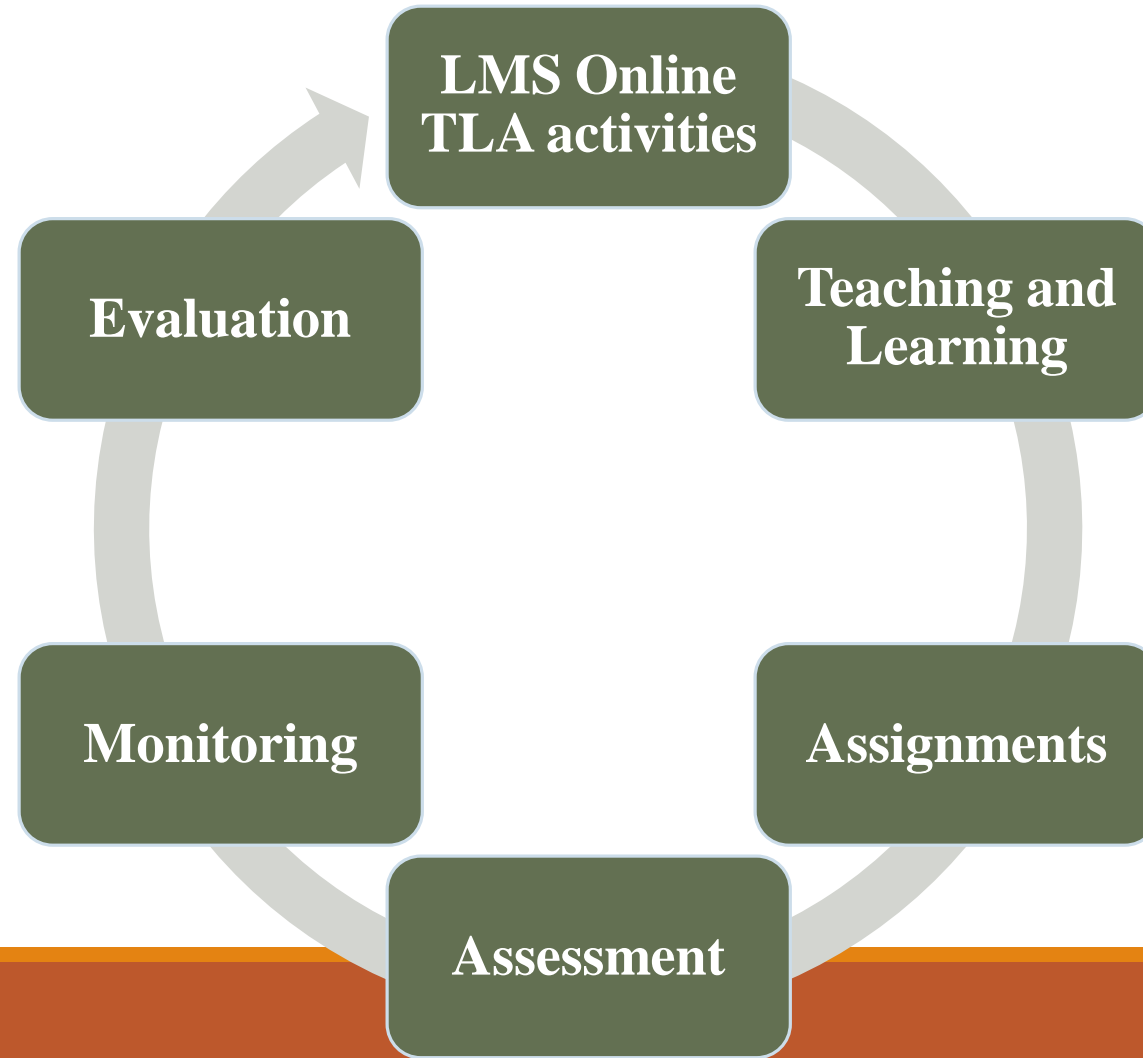 LMS Online
TLA activities
Teaching and
Learning
Assignments
Assessment
Monitoring
Evaluation